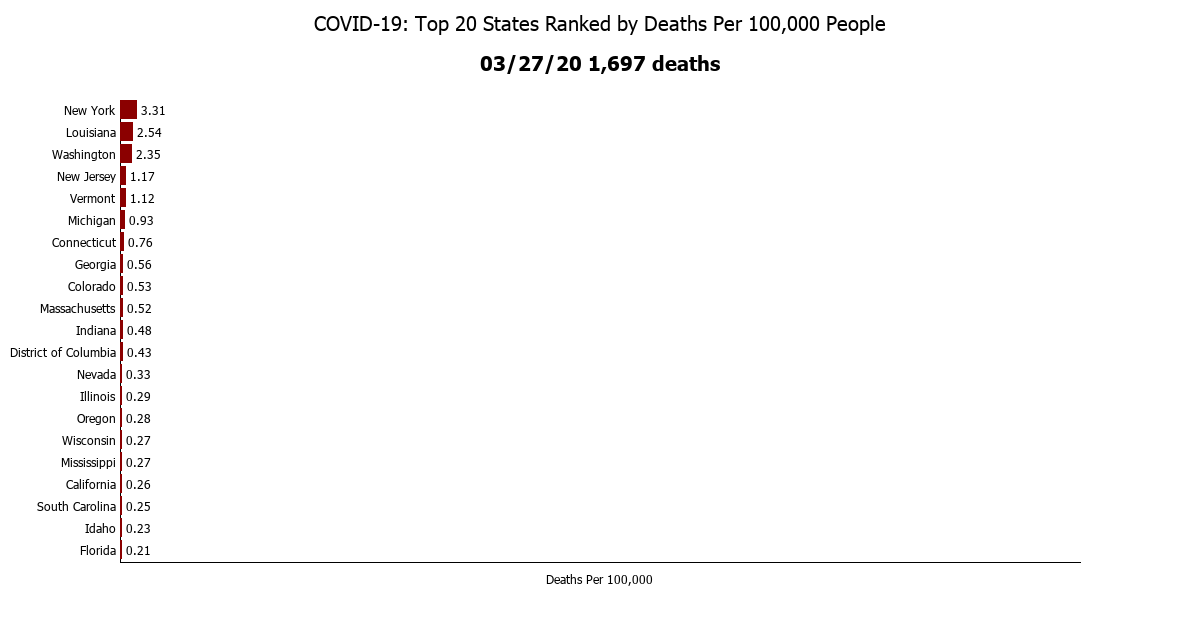 COVID-19: Top 20 States Ranked by Deaths Per 100,000 People
03/27/20 1,697 deaths
New York 3.31
Louisiana 2.54
Washington 2.35
New Jersey 1.17
Vermont 1.12
Michigan 0.93
Connecticut 0.76
Georgia 0.56
Colorado 0.53
Massachusetts 0.52
Indiana 0.48
District of Columbia 0.43
Nevada 0.33
Illinois 0.29
Oregon 0.28
Wisconsin 0.27
Mississippi 0.27
California 0.26
South Carolina 0.25
Idaho 0.23
Florida 0.21
Deaths Per 100,000